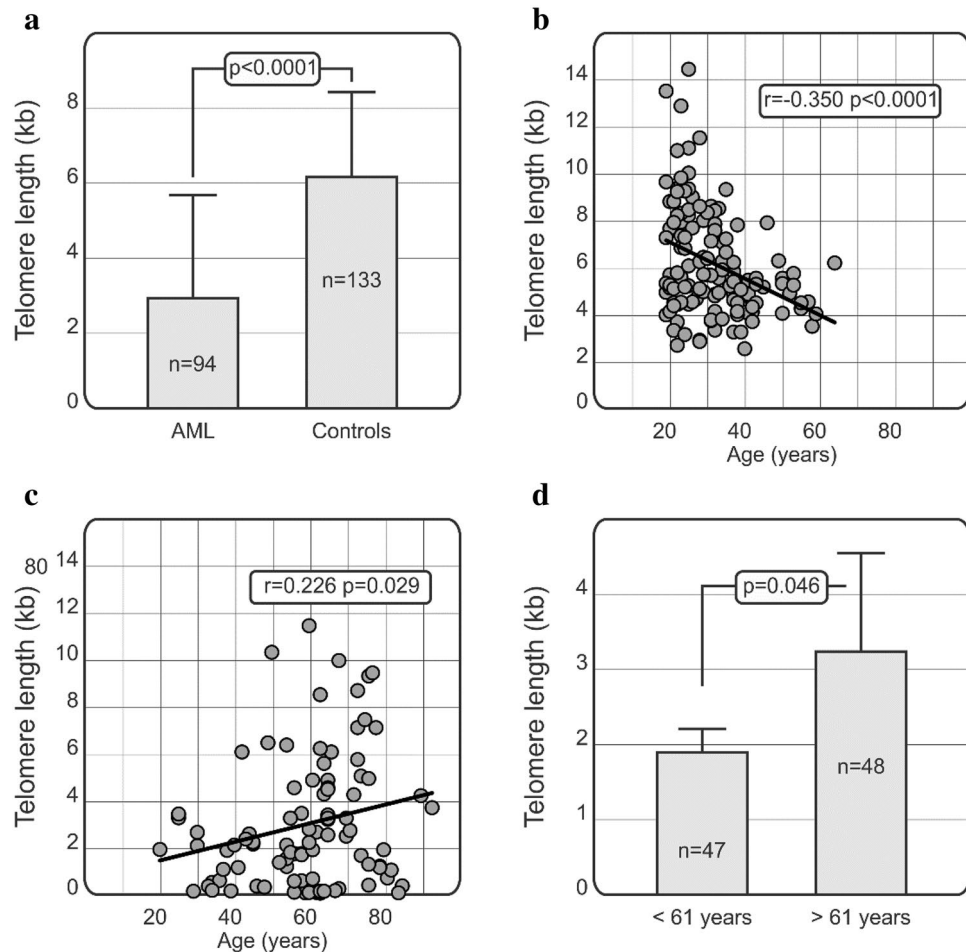 a
Telomere length (kb)
8
6
4
2
0
p<0.0001
n=94
n=133
AML
Controls
b
Telomere length (kb)
14
12
10
8
6
4
2
0
r=-0.350 p<0.0001
20 40 60 80
Age (years)
c
Telomere length (kb)
80 14
12
10
8
6
4
2
0
r=0.226 p=0.029
20 40 60 80
Age (years)
d
Telomere length (kb)
4
3
2
1
0
p=0.046
n=47
n=48
< 61 years
> 61 years